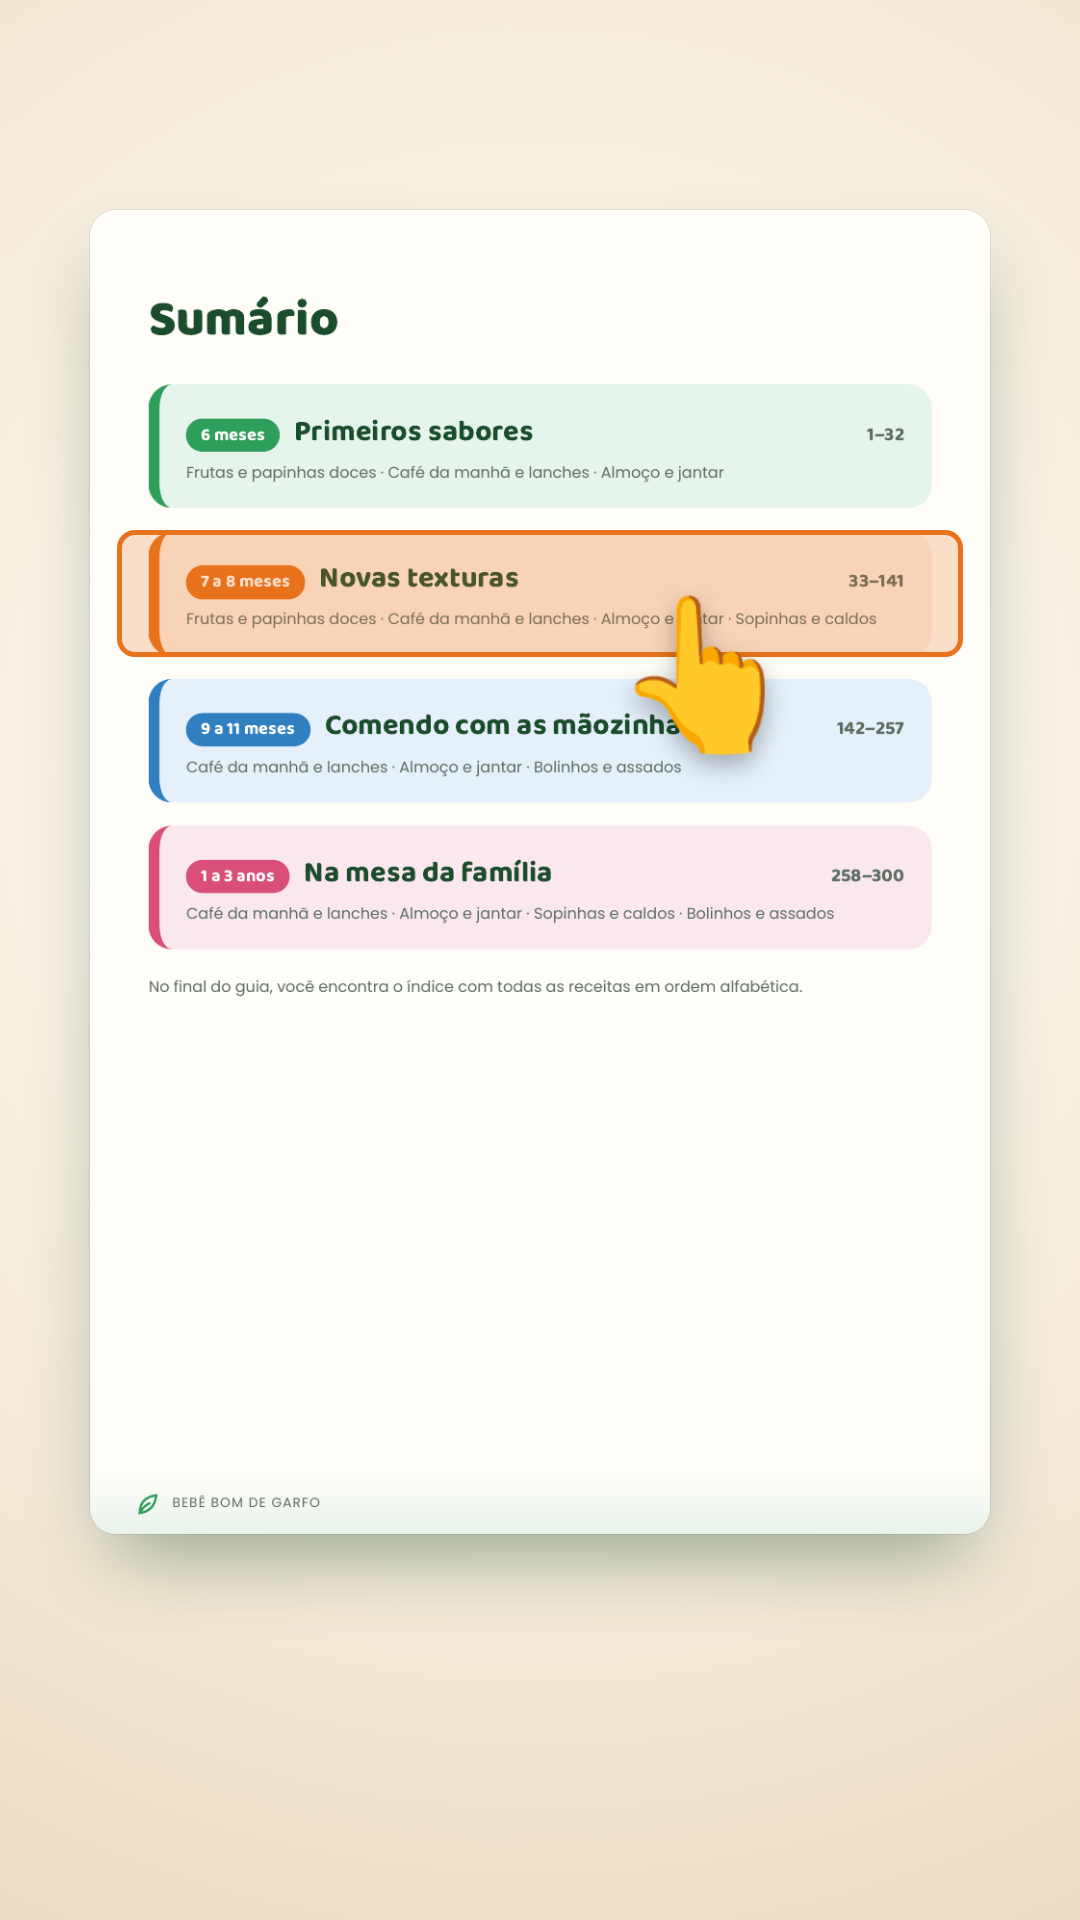 Sumário
6 meses Primeiros sabores 1–32
Frutas e papinhas doces · Café da manhã e lanches · Almoço e jantar
7 a 8 meses Novas texturas 33–141
Frutas e papinhas doces · Café da manhã e lanches · Almoço e · Sopinhas e caldos
9 a 11 meses Comendo com as 142–257
Café da manhã e lanches · Almoço e jantar · Bolinhos e assados
1 a 3 anos Na mesa da família 258–300
Café da manhã e lanches · Almoço e jantar · Sopinhas e caldos · Bolinhos e assados
No final do guia, você encontra o índice com todas as receitas em ordem alfabética.
BEBÊ BOM DE GARFO